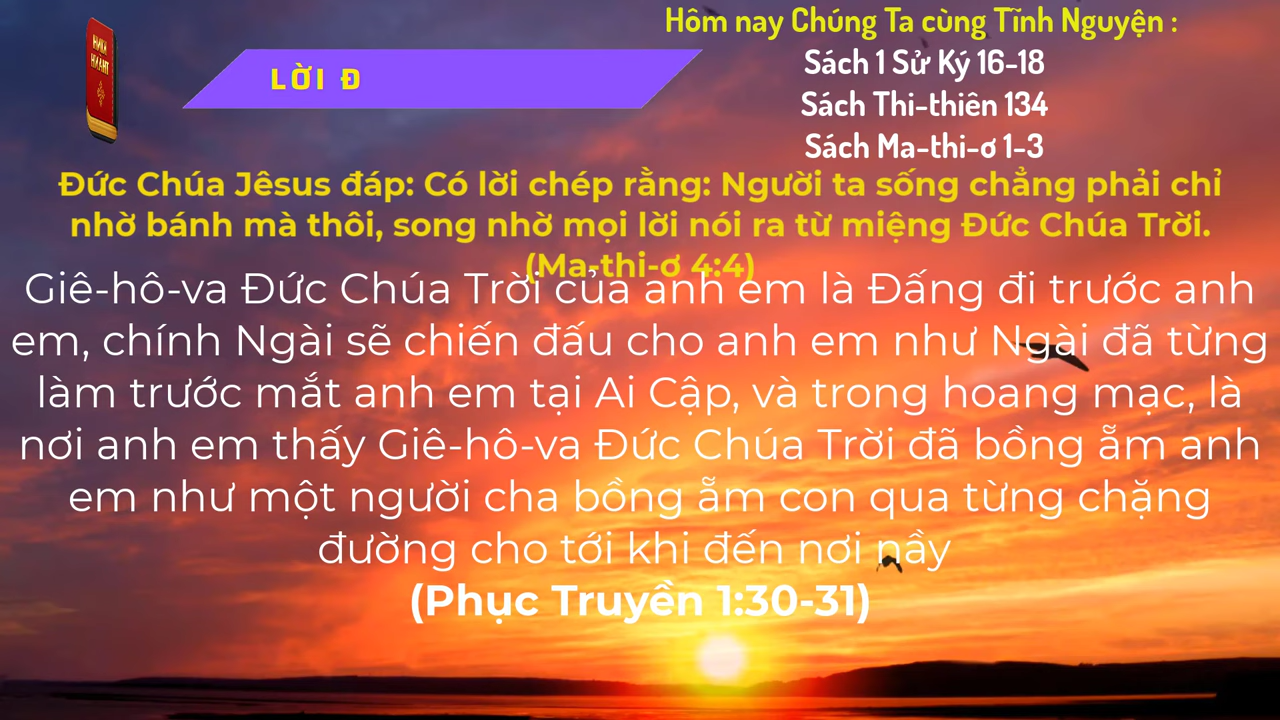 KINH
THÁNH
LỜI Đ
Hôm nay Chúng Ta cùng Tĩnh Nguyện :
Sách 1 Sử Ký 16-18
Sách Thi-thiên 134
Sách Ma-thi-ơ 1-3
Đức Chúa Jêsus đáp: Có lời chép rằng: Người ta sống chẳng phải chỉ
nhờ bánh mà thôi, song nhờ mọi lời nói ra từ miệng Đức Chúa Trời.
(Ma-thi-ơ 4:4)
Giê-hô-va Đức Chúa Trời của anh em là Đấng đi trước anh
em, chính Ngài sẽ chiến đấu cho anh em như Ngài đã từng
làm trước mắt anh em tại Ai Cập, và trong hoang mạc, là
nơi anh em thấy Giê-hô-va Đức Chúa Trời đã bồng ẵm anh
em như một người cha bồng ẵm con qua từng chặng
đường cho tới khi đến nơi nầy
(Phục Truyền 1:30-31)